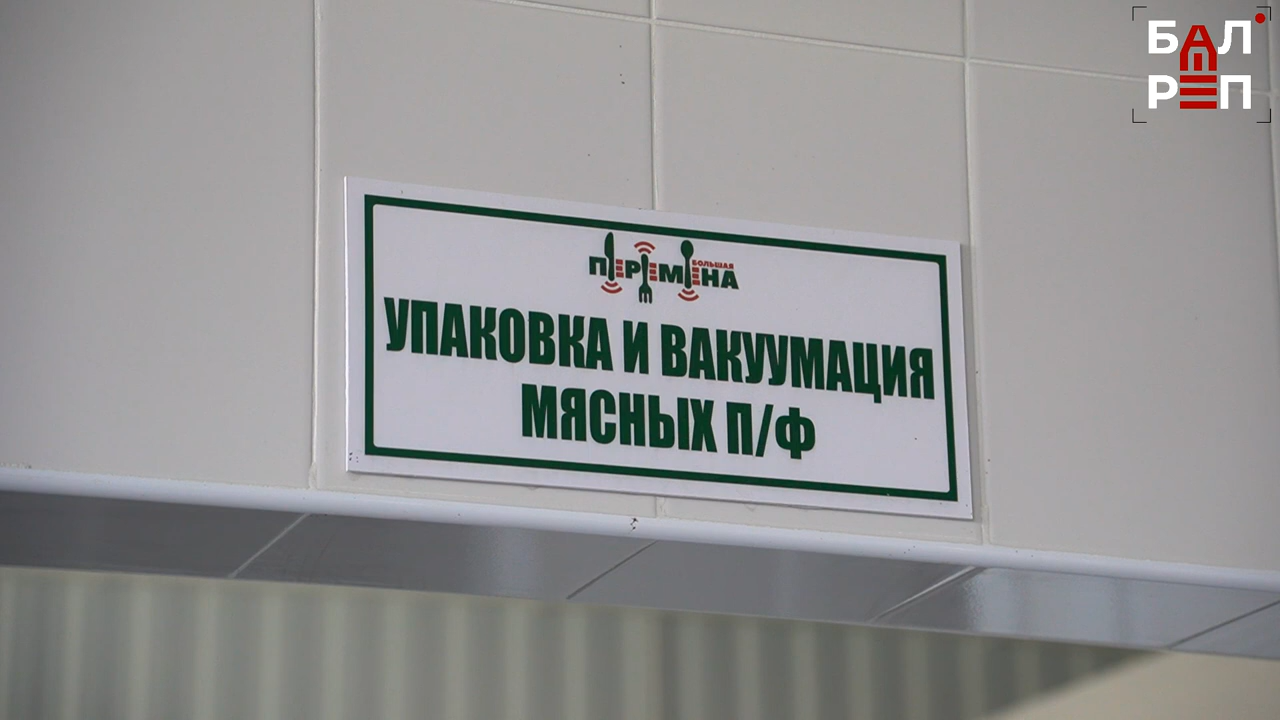 БАЛ
РЕП
БОЛЬШАЯ
ПЕРЕМЕНА
УПАКОВКА И ВАКУУМАЦИЯ
МЯСНЫХ П/Ф